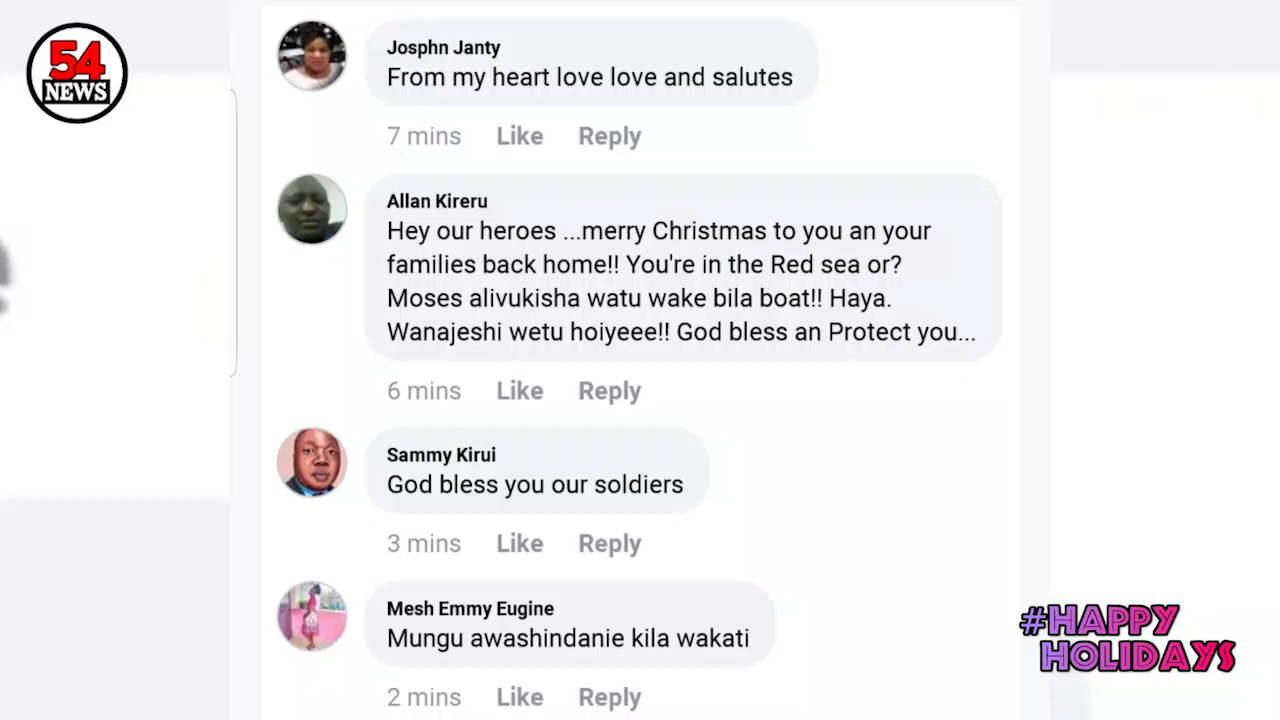 54
NEWS
Josphn Janty
From my heart love love and salutes
7 mins Like Reply
Allan Kireru
Hey our heroes ...merry Christmas to you an your
families back home!! You're in the Red sea or?
Moses alivukisha watu wake bila boat!! Haya.
Wanajeshi wetu hoiyeee!! God bless an Protect you...
6 mins Like Reply
Sammy Kirui
God bless you our soldiers
3 mins Like Reply
Mesh Emmy Eugine
Mungu awashindanie kila wakati
2 mins Like Reply
#HAPPY
HOLIDAYS